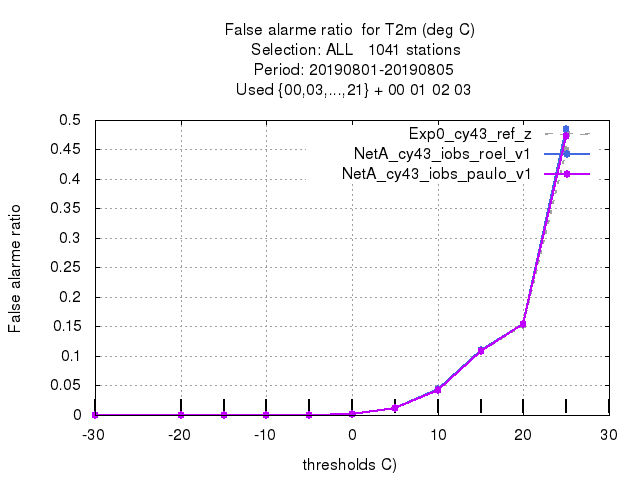 False alarme ratio  for T2m (deg C)
Selection: ALL   1041 stations
Period: 20190801-20190805
Used {00,03,...,21} + 00 01 02 03
Exp0_cy43_ref_z
NetA_cy43_iobs_roel_v1
NetA_cy43_iobs_paulo_v1
False alarme ratio
0.5
0.45
0.4
0.35
0.3
0.25
0.2
0.15
0.1
0.05
0
-30
-20
-10
0
10
20
30
thresholds C)